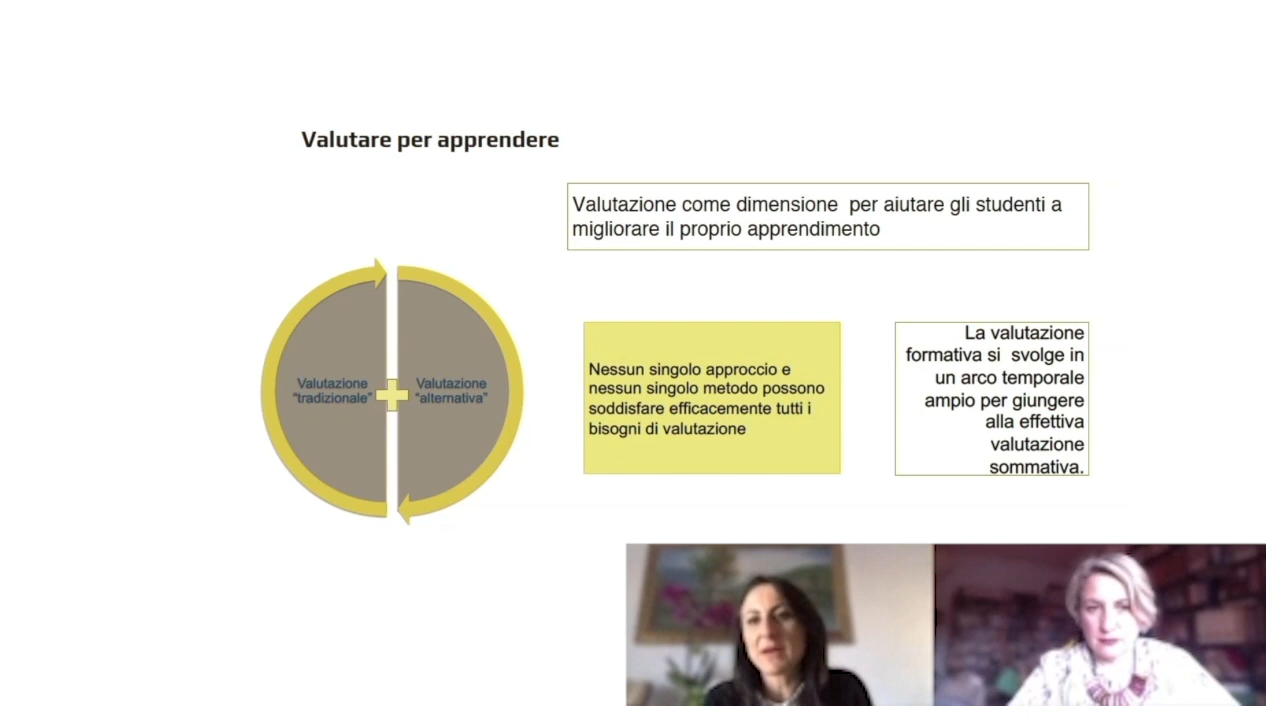 Valutare per apprendere
Valutazione come dimensione per aiutare gli studenti a
migliorare il proprio apprendimento
Valutazione
“tradizionale”
Valutazione
“alternativa”
Nessun singolo approccio e
nessun singolo metodo possono
soddisfare efficacemente tutti i
bisogni di valutazione
La valutazione
formativa si svolge in
un arco temporale
ampio per giungere
alla effettiva
valutazione
sommativa.